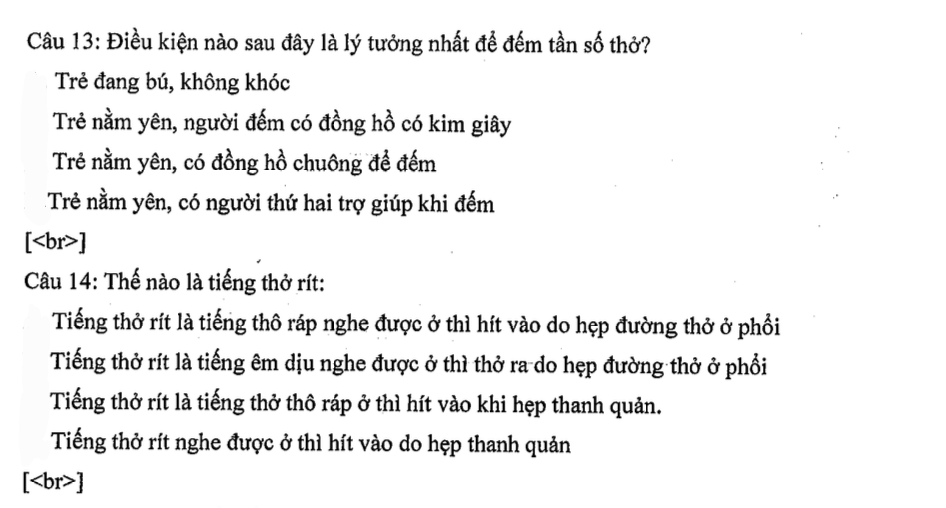 Câu 13: Điều kiện nào sau đây là lý tưởng nhất để đếm tần số thở?
Trẻ đang bú, không khóc
Trẻ nằm yên, người đếm có đồng hồ có kim giây
Trẻ nằm yên, có đồng hồ chuông để đếm
Trẻ nằm yên, có người thứ hai trợ giúp khi đếm
[<br>]
Câu 14: Thế nào là tiếng thở rít:
Tiếng thở rít là tiếng thô ráp nghe được ở thì hít vào do hẹp đường thở ở phổi
Tiếng thở rít là tiếng êm dịu nghe được ở thì thở ra do hẹp đường thở ở phổi
Tiếng thở rít là tiếng thở thô ráp ở thì hít vào khi hẹp thanh quản.
Tiếng thở rít nghe được ở thì hít vào do hẹp thanh quản
[<br>]